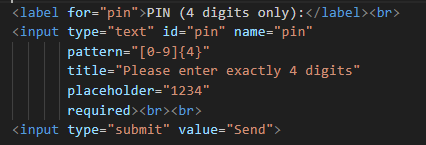 <label for="pin">PIN (4 digits only):</label><br>
<input type="text" id="pin" name="pin"
pattern="[0-9]{4}"
title="Please enter exactly 4 digits"
placeholder="1234"
required><br><br>
<input type="submit" value="Send">